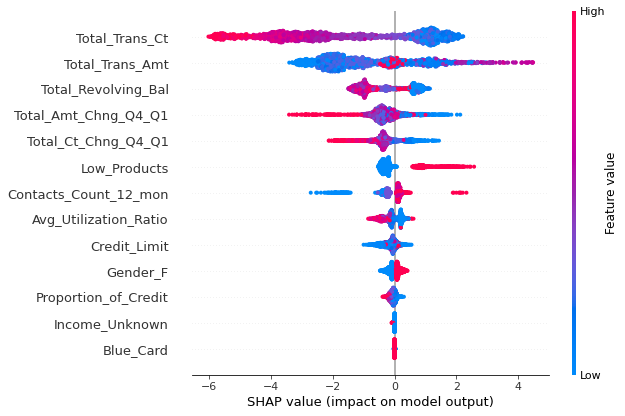 High
Total_Trans_Ct
Total_Trans_Amt
Total_Revolving_Bal
Total_Amt_Chng_Q4_Q1
Total_Ct_Chng_Q4_Q1
Low_Products
Contacts_Count_12_mon
Avg_Utilization_Ratio
Credit_Limit
Gender_F
Proportion_of_Credit
Income_Unknown
Blue_Card
Feature value
Low
−6 −4 −2 0 2 4
SHAP value (impact on model output)